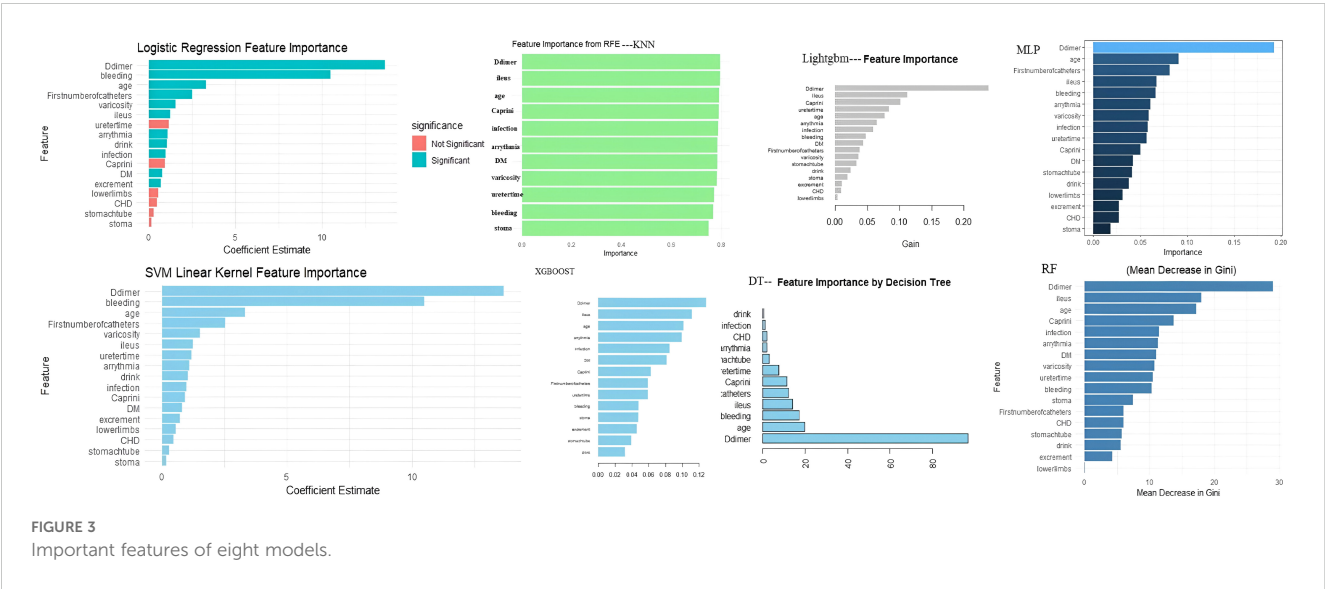 Logistic Regression Feature Importance
Feature
Ddimer
bleeding
age
Firstnumberofcatheters
varicosity
ileus
uretertime
arrythmia
drink
infection
Caprini
DM
excrement
lowerlimbs
CHD
stomachtube
stoma
0 5 10
Coefficient Estimate
significance
Not Significant
Significant
Feature Importance from RFE ---KNN
Ddimer
ileus
age
Caprini
infection
arrythmia
DM
varicosity
uretertime
bleeding
stoma
0.0 0.2 0.4 0.6 0.8
Importance
Lightgbm--- Feature Importance
Ddimer
ileus
Caprini
uretertime
age
arrythmia
infection
bleeding
DM
Firstnumberofcatheters
varicosity
stomachtube
drink
stoma
excrement
CHD
lowerlimbs
0.00 0.05 0.10 0.15 0.20
Gain
MLP
Ddimer
age
Firstnumberofcatheters
ileus
bleeding
arrythmia
varicosity
infection
uretertime
Caprini
DM
stomachtube
drink
lowerlimbs
excrement
CHD
stoma
0.00 0.05 0.10 0.15 0.20
Importance
SVM Linear Kernel Feature Importance
Feature
Ddimer
bleeding
age
Firstnumberofcatheters
varicosity
ileus
uretertime
arrythmia
drink
infection
Caprini
DM
excrement
lowerlimbs
CHD
stomachtube
stoma
0 5 10
Coefficient Estimate
XGBOOST
Ddimer
ileus
age
arrythmia
infection
DM
Caprini
Firstnumberofcatheters
uretertime
bleeding
stoma
excrement
stomachtube
drink
0.00 0.02 0.04 0.06 0.08 0.10 0.12
DT-- Feature Importance by Decision Tree
drink
infection
CHD
arrythmia
nachtube
retertime
Caprini
catheters
ileus
bleeding
age
Ddimer
0 20 40 60 80
RF (Mean Decrease in Gini)
Feature
Ddimer
ileus
age
Caprini
infection
arrythmia
DM
varicosity
uretertime
bleeding
stoma
Firstnumberofcatheters
CHD
stomachtube
drink
excrement
lowerlimbs
0 10 20 30
Mean Decrease in Gini
FIGURE 3
Important features of eight models.